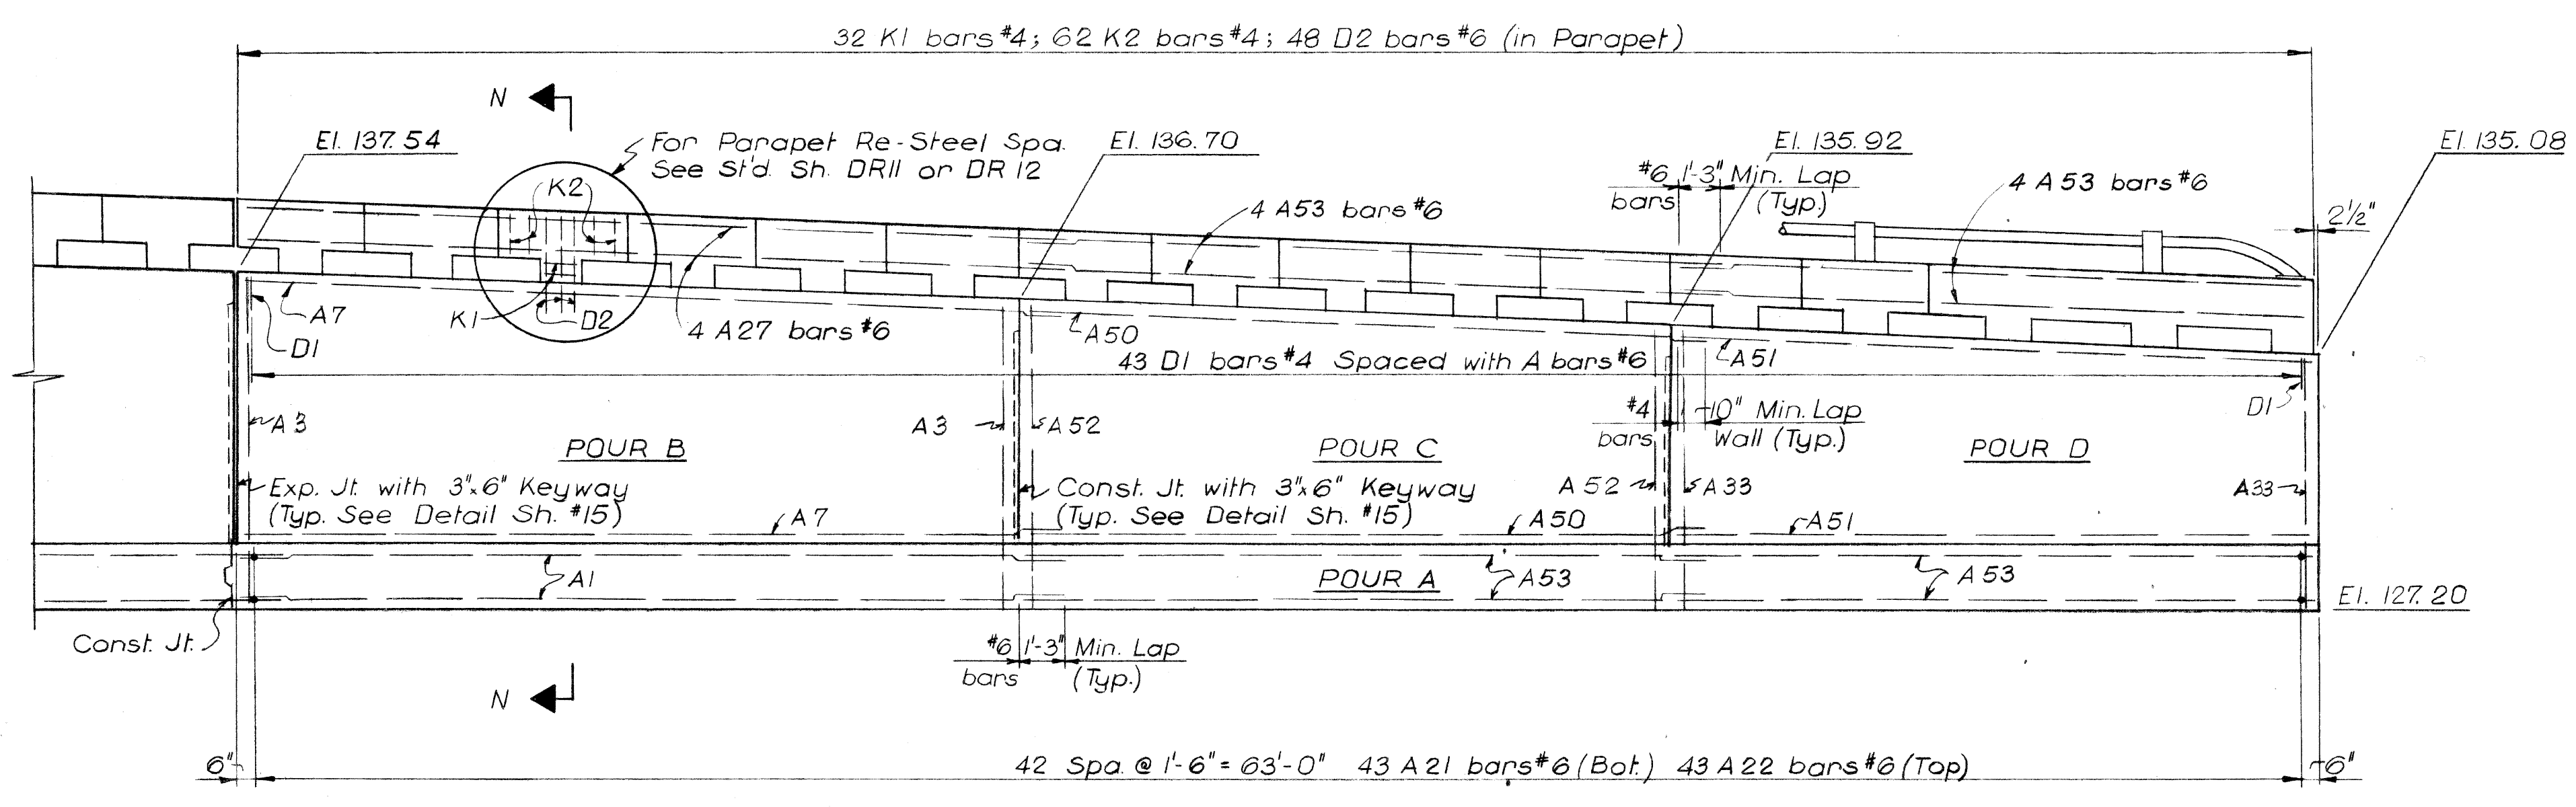 32 K1 bars #4; 62 K2 bars #4; 48 D2 bars #6 (in Parapet)
N
El. 137.54
For Parapet Re-Steel Spa.
See St'd. Sh. DR11 or DR 12
El. 136.70
El. 135.92
El. 135.08
K2
#6 1'-3" Min. Lap
bars (Typ.)
4 A53 bars #6
4 A53 bars #6
2 1/2"
A7
K1
D2
4 A27 bars #6
D1
A50
43 D1 bars #4 Spaced with A bars #6
A51
A3
A3
A52
#4 10" Min. Lap
bars Wall (Typ.)
D1
POUR B
POUR C
POUR D
Exp. Jt. with 3"x6" Keyway
(Typ. See Detail Sh. #15)
Const. Jt. with 3"x6" Keyway
(Typ. See Detail Sh. #15)
A52
A33
A33
A7
A50
A51
A1
POUR A
A53
A53
El. 127.20
Const. Jt.
#6 1'-3" Min. Lap
bars (Typ.)
N
6"
42 Spa. @ 1'-6" = 63'-0" 43 A21 bars #6 (Bot.) 43 A22 bars #6 (Top)
6"